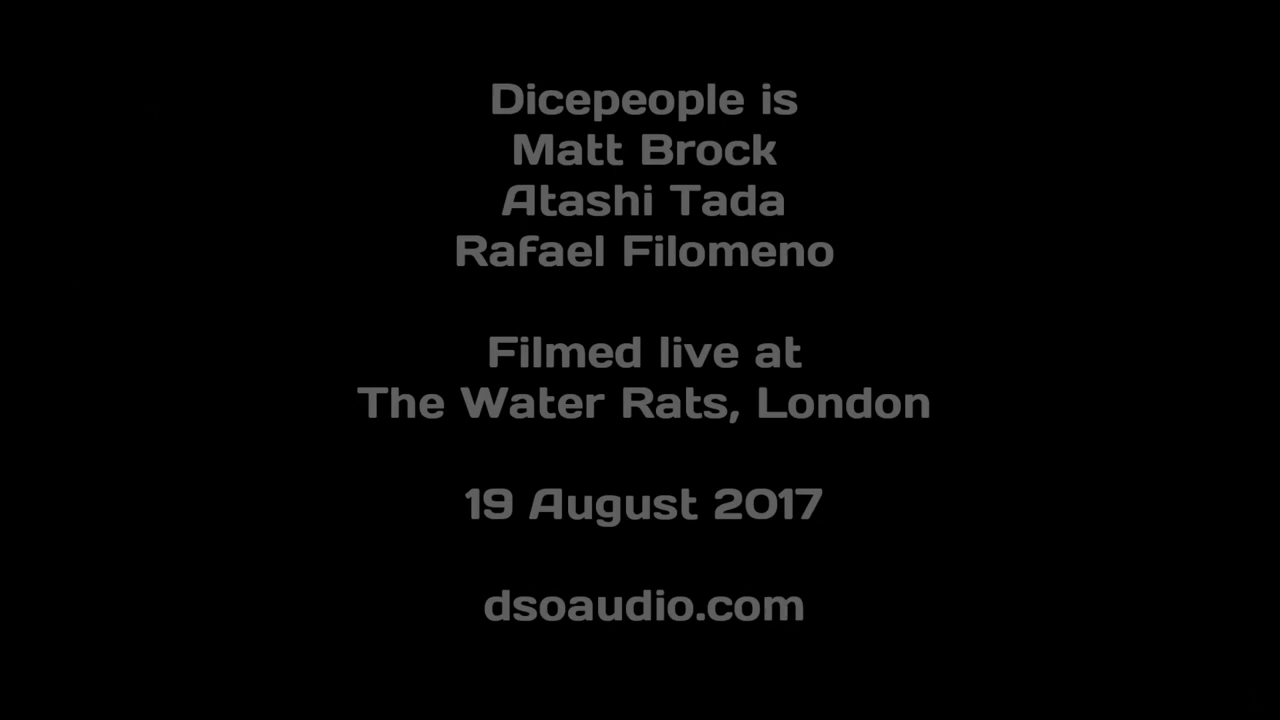 Dicepeople is
Matt Brock
Atashi Tada
Rafael Filomeno
Filmed live at
The Water Rats, London
19 August 2017
dsoaudio.com